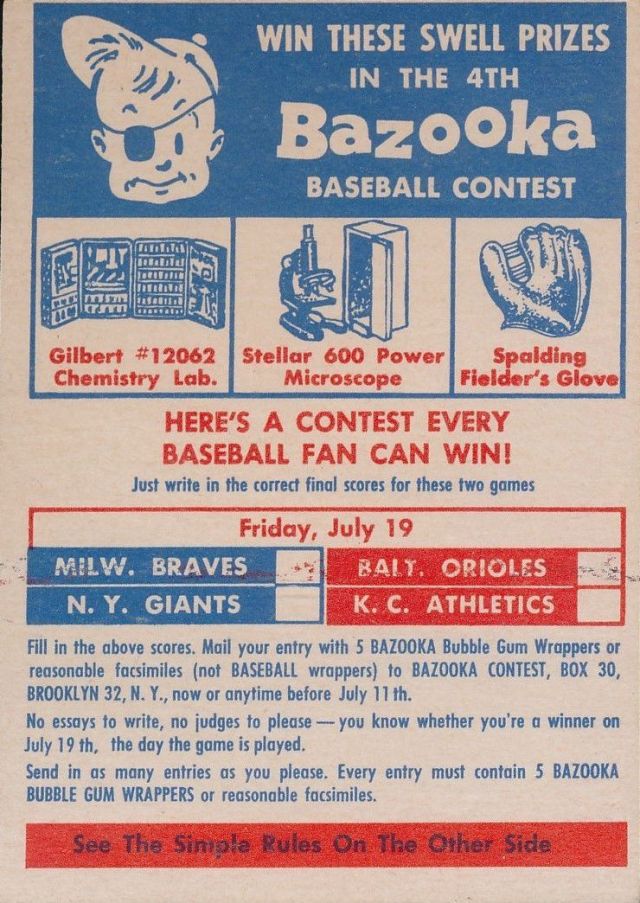 WIN THESE SWELL PRIZES
IN THE 4TH
Bazooka
BASEBALL CONTEST
Gilbert #12062
Chemistry Lab.
Stellar 600 Power
Microscope
Spalding
Fielder's Glove
HERE'S A CONTEST EVERY
BASEBALL FAN CAN WIN!
Just write in the correct final scores for these two games
Friday, July 19
MILW. BRAVES
N. Y. GIANTS
BALT. ORIOLES
K. C. ATHLETICS
Fill in the above scores. Mail your entry with 5 BAZOOKA Bubble Gum Wrappers or
reasonable facsimiles (not BASEBALL wrappers) to BAZOOKA CONTEST, BOX 30,
BROOKLYN 32, N. Y., now or anytime before July 11th.
No essays to write, no judges to please — you know whether you're a winner on
July 19 th, the day the game is played.
Send in as many entries as you please. Every entry must contain 5 BAZOOKA
BUBBLE GUM WRAPPERS or reasonable facsimiles.
See The Simple Rules On The Other Side